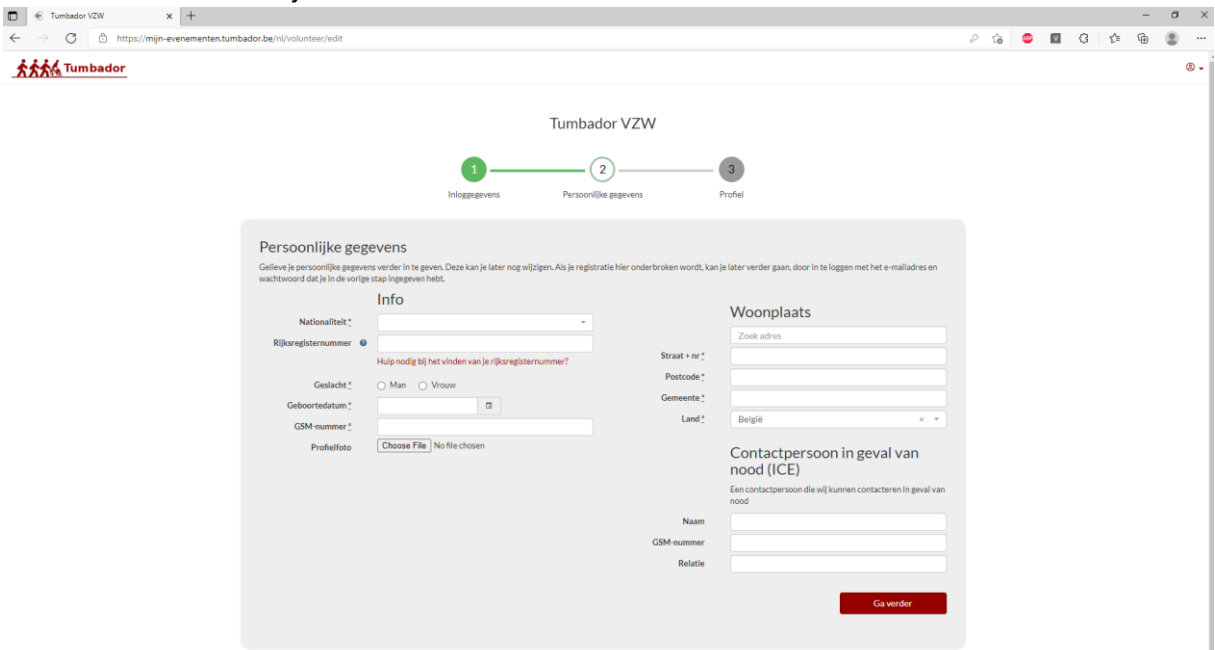 Tumbador VZW
https://mijn-evenementen.tumbador.be/nl/volunteer/edit
ABP
V
Tumbador
Tumbador VZW
1
2
3
Inloggegevens
Persoonlijke gegevens
Profiel
Persoonlijke gegevens
Gelieve je persoonlijke gegevens verder in te geven. Deze kan je later nog wijzigen. Als je registratie hier onderbroken wordt, kan je later verder gaan, door in te loggen met het e-mailadres en
wachtwoord dat je in de vorige stap ingegeven hebt.
Info
Nationaliteit *
Rijksregisternummer ?
Hulp nodig bij het vinden van je rijksregisternummer?
Geslacht * Man Vrouw
Geboortedatum *
GSM-nummer *
Profielfoto Choose File No file chosen
Woonplaats
Zoek adres
Straat + nr *
Postcode *
Gemeente *
Land * België ×
Contactpersoon in geval van
nood (ICE)
Een contactpersoon die wij kunnen contacteren in geval van
nood
Naam
GSM-nummer
Relatie
Ga verder